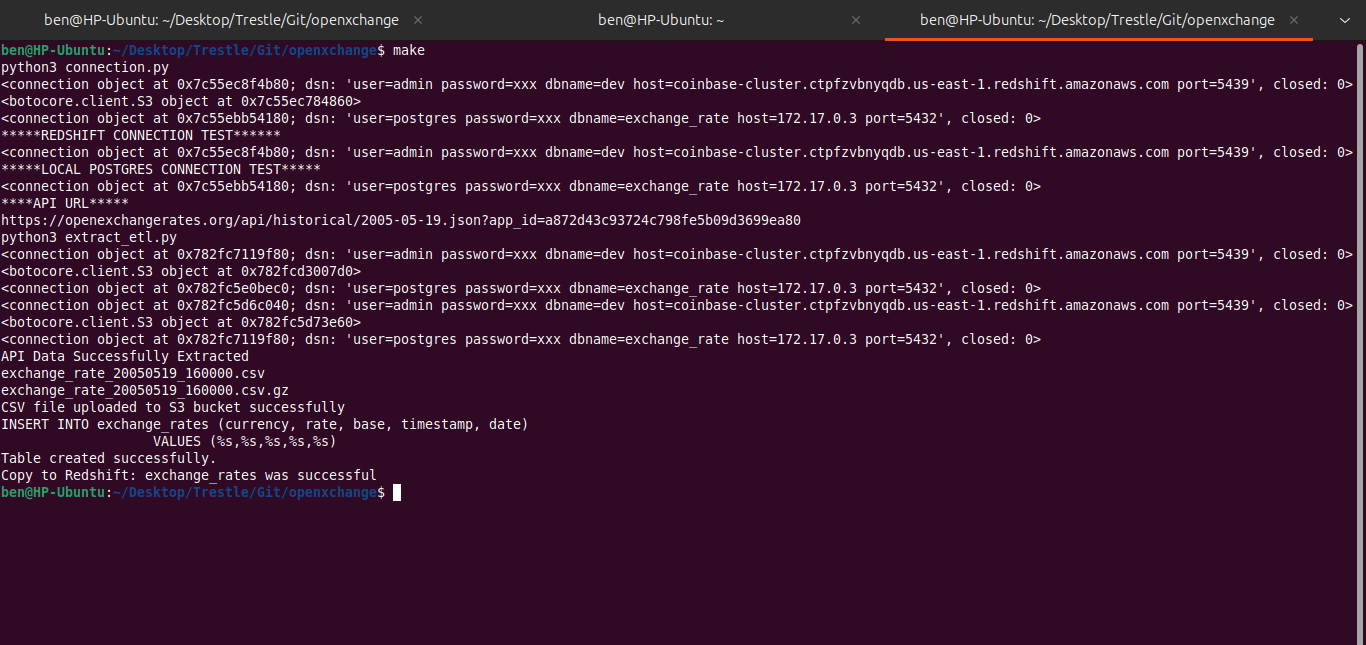 ben@HP-Ubuntu: ~/Desktop/Trestle/Git/openxchange
ben@HP-Ubuntu: ~
ben@HP-Ubuntu: ~/Desktop/Trestle/Git/openxchange
ben@HP-Ubuntu:~/Desktop/Trestle/Git/openxchange$ make
python3 connection.py
<connection object at 0x7c55ec8f4b80; dsn: 'user=admin password=xxx dbname=dev host=coinbase-cluster.ctpfzvbnyqdb.us-east-1.redshift.amazonaws.com port=5439', closed: 0>
<botocore.client.S3 object at 0x7c55ec784860>
<connection object at 0x7c55ebb54180; dsn: 'user=postgres password=xxx dbname=exchange_rate host=172.17.0.3 port=5432', closed: 0>
*****REDSHIFT CONNECTION TEST******
<connection object at 0x7c55ec8f4b80; dsn: 'user=admin password=xxx dbname=dev host=coinbase-cluster.ctpfzvbnyqdb.us-east-1.redshift.amazonaws.com port=5439', closed: 0>
*****LOCAL POSTGRES CONNECTION TEST*****
<connection object at 0x7c55ebb54180; dsn: 'user=postgres password=xxx dbname=exchange_rate host=172.17.0.3 port=5432', closed: 0>
****API URL*****
https://openexchangerates.org/api/historical/2005-05-19.json?app_id=a872d43c93724c798fe5b09d3699ea80
python3 extract_etl.py
<connection object at 0x782fc7119f80; dsn: 'user=admin password=xxx dbname=dev host=coinbase-cluster.ctpfzvbnyqdb.us-east-1.redshift.amazonaws.com port=5439', closed: 0>
<botocore.client.S3 object at 0x782fcd3007d0>
<connection object at 0x782fc5e0bec0; dsn: 'user=postgres password=xxx dbname=exchange_rate host=172.17.0.3 port=5432', closed: 0>
<connection object at 0x782fc5d6c040; dsn: 'user=admin password=xxx dbname=dev host=coinbase-cluster.ctpfzvbnyqdb.us-east-1.redshift.amazonaws.com port=5439', closed: 0>
<botocore.client.S3 object at 0x782fc5d73e60>
<connection object at 0x782fc7119f80; dsn: 'user=postgres password=xxx dbname=exchange_rate host=172.17.0.3 port=5432', closed: 0>
API Data Successfully Extracted
exchange_rate_20050519_160000.csv
exchange_rate_20050519_160000.csv.gz
CSV file uploaded to S3 bucket successfully
INSERT INTO exchange_rates (currency, rate, base, timestamp, date)
                   VALUES (%s,%s,%s,%s,%s)
Table created successfully.
Copy to Redshift: exchange_rates was successful
ben@HP-Ubuntu:~/Desktop/Trestle/Git/openxchange$